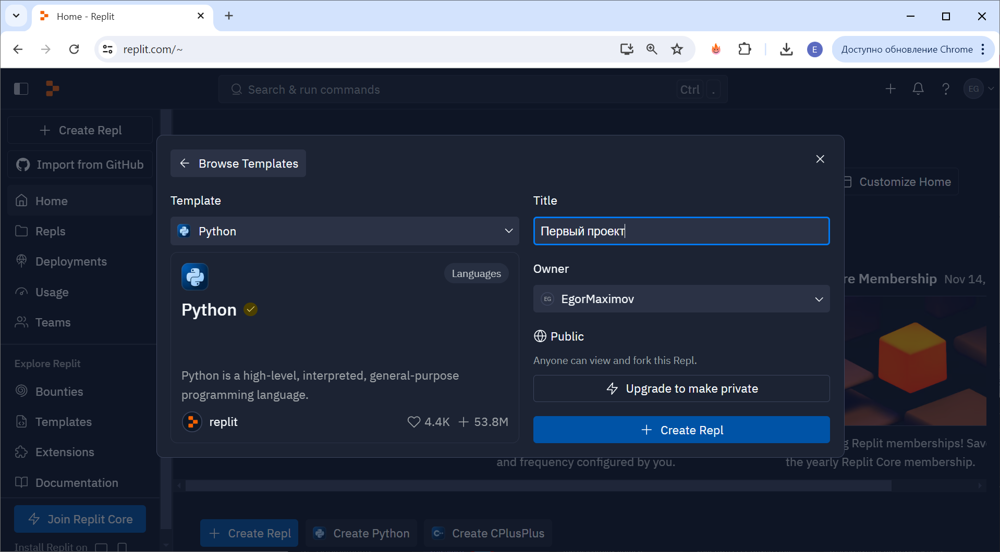 Home - Replit
replit.com/~
E
Доступно обновление Chrome
Search & run commands
Ctrl .
EG
Create Repl
Import from GitHub
Home
Repls
Deployments
Usage
Teams
Explore Replit
Bounties
Templates
Extensions
Documentation
Join Replit Core
Install Replit on
Browse Templates
Template
Python
Languages
Python
Python is a high-level, interpreted, general-purpose
programming language.
replit
4.4K
53.8M
Title
Первый проект
Owner
EG EgorMaximov
Public
Anyone can view and fork this Repl.
Upgrade to make private
Create Repl
Customize Home
re Membership Nov 14,
g Replit memberships! Sav
and frequency configured by you.
the yearly Replit Core membership.
Create Repl
Create Python
Create CPlusPlus